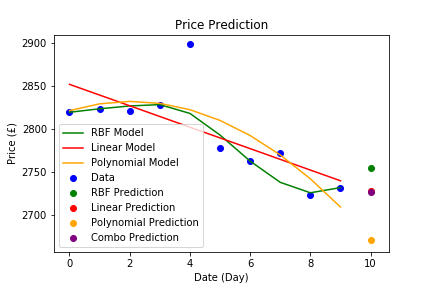 Price Prediction
2900
2850
2800
2750
2700
Price (£)
RBF Model
Linear Model
Polynomial Model
Data
RBF Prediction
Linear Prediction
Polynomial Prediction
Combo Prediction
0 2 4 6 8 10
Date (Day)